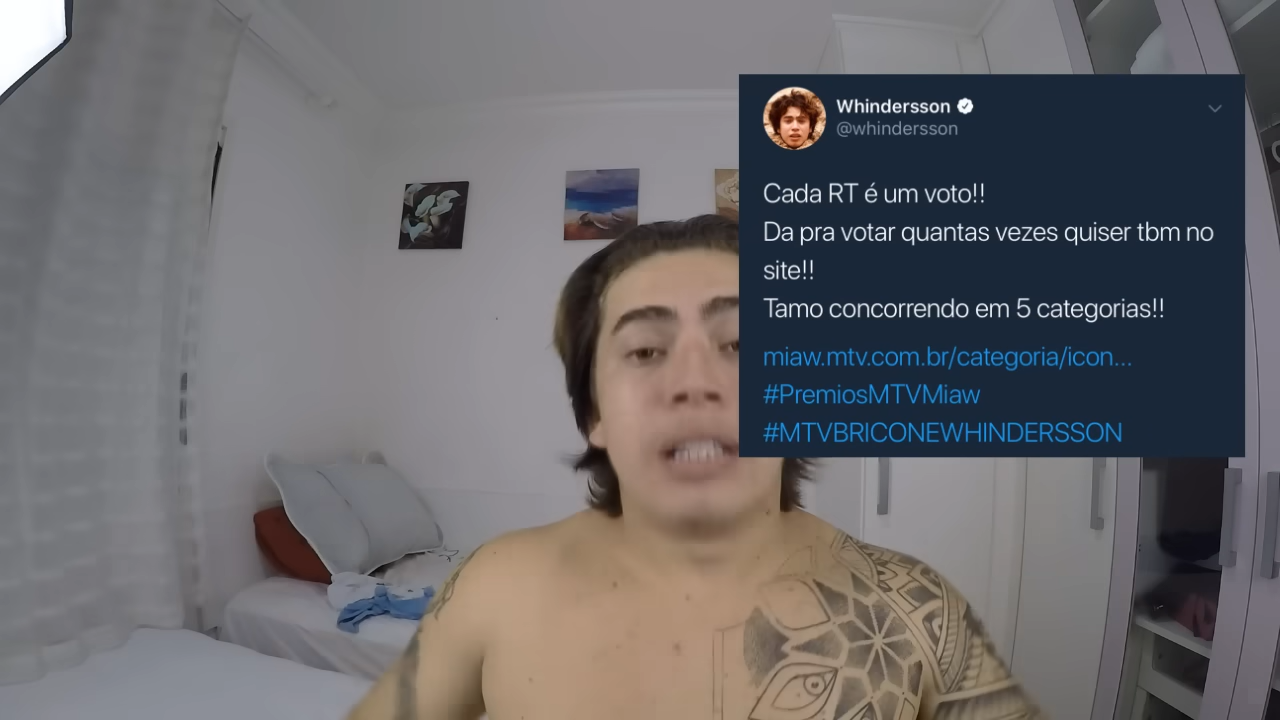 Whindersson
@whindersson
Cada RT é um voto!!
Da pra votar quantas vezes quiser tbm no
site!!
Tamo concorrendo em 5 categorias!!
miaw.mtv.com.br/categoria/icon...
#PremiosMTVMiaw
#MTVBRICONEWHINDERSSON